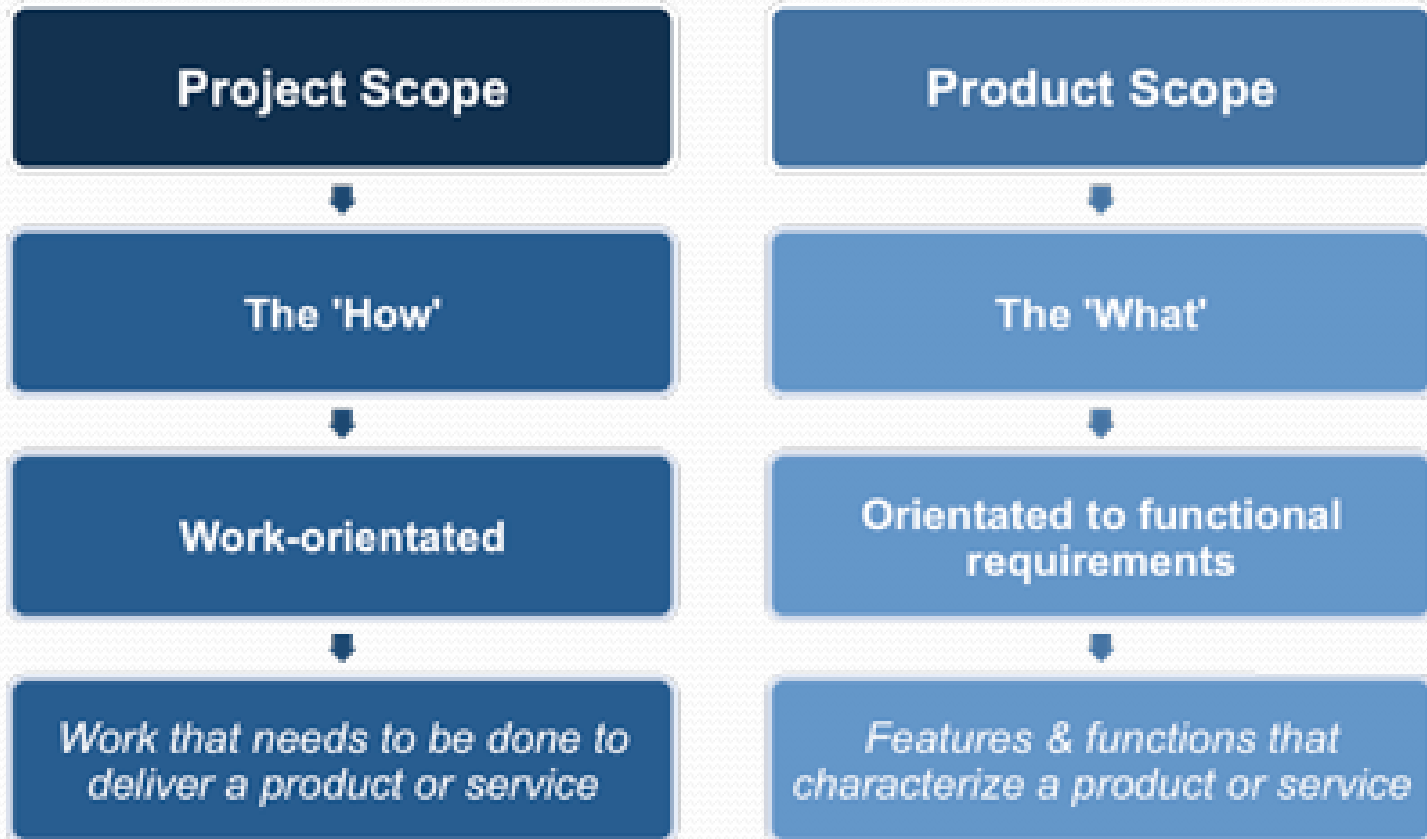 Project Scope
The 'How'
Work-orientated
Work that needs to be done to
deliver a product or service
Product Scope
The 'What'
Orientated to functional
requirements
Features & functions that
characterize a product or service